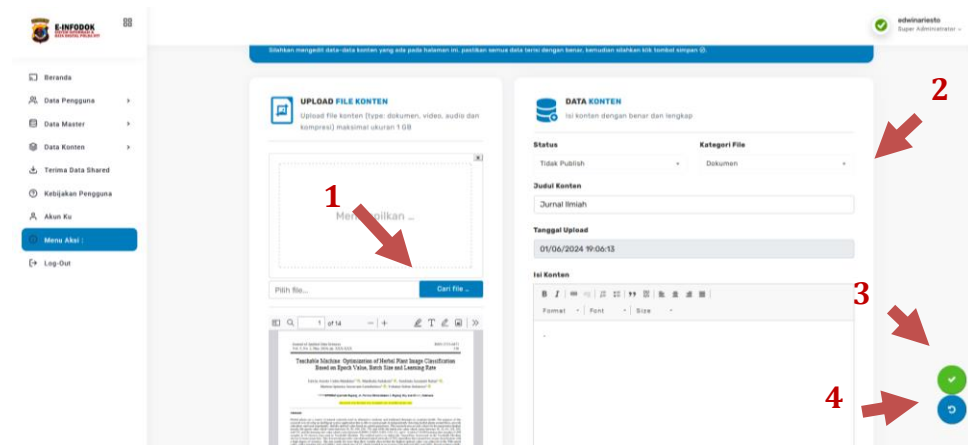 E-INFODOK
edwinariesto
Super Administrator
Silahkan mengedit data-data konten yang ada pada halaman ini, pastikan semua data terisi dengan benar, kemudian silahkan klik tombol simpan
Beranda
Data Pengguna
Data Master
Data Konten
Terima Data Shared
Kebijakan Pengguna
Akun Ku
Menu Aksi :
Log-Out
UPLOAD FILE KONTEN
Upload file konten (type: dokumen, video, audio dan
kompresi) maksimal ukuran 1 GB
1
Pilih file...
Cari file ...
1 of 14
Teachable Machine: Optimization of Herbal Plant Image Classification
Based on Epoch Value, Batch Size and Learning Rate
DATA KONTEN
Isi konten dengan benar dan lengkap
2
Status
Kategori File
Tidak Publish
Dokumen
Judul Konten
Jurnal Ilmiah
Tanggal Upload
01/06/2024 19:06:13
Isi Konten
B I
Format Font Size
.
3
4